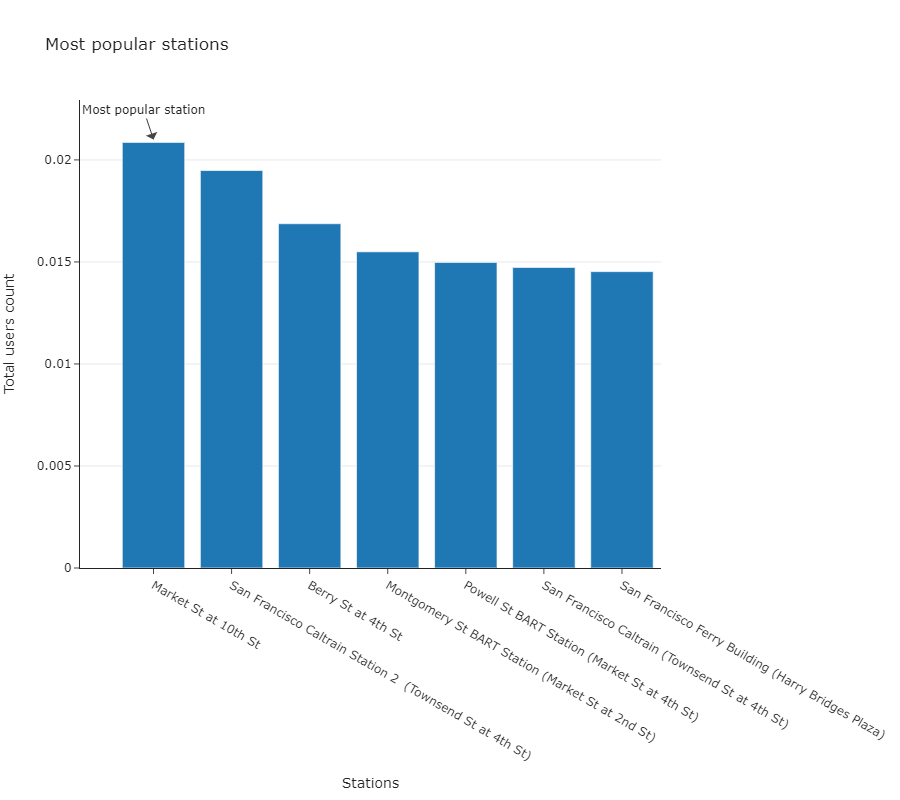 Most popular stations
Most popular station
0.02
0.015
0.01
0.005
0
Total users count
Market St at 10th St
San Francisco Caltrain Station 2  (Townsend St at 4th St)
Berry St at 4th St
Montgomery St BART Station (Market St at 2nd St)
Powell St BART Station (Market St at 4th St)
San Francisco Caltrain (Townsend St at 4th St)
San Francisco Ferry Building (Harry Bridges Plaza)
Stations